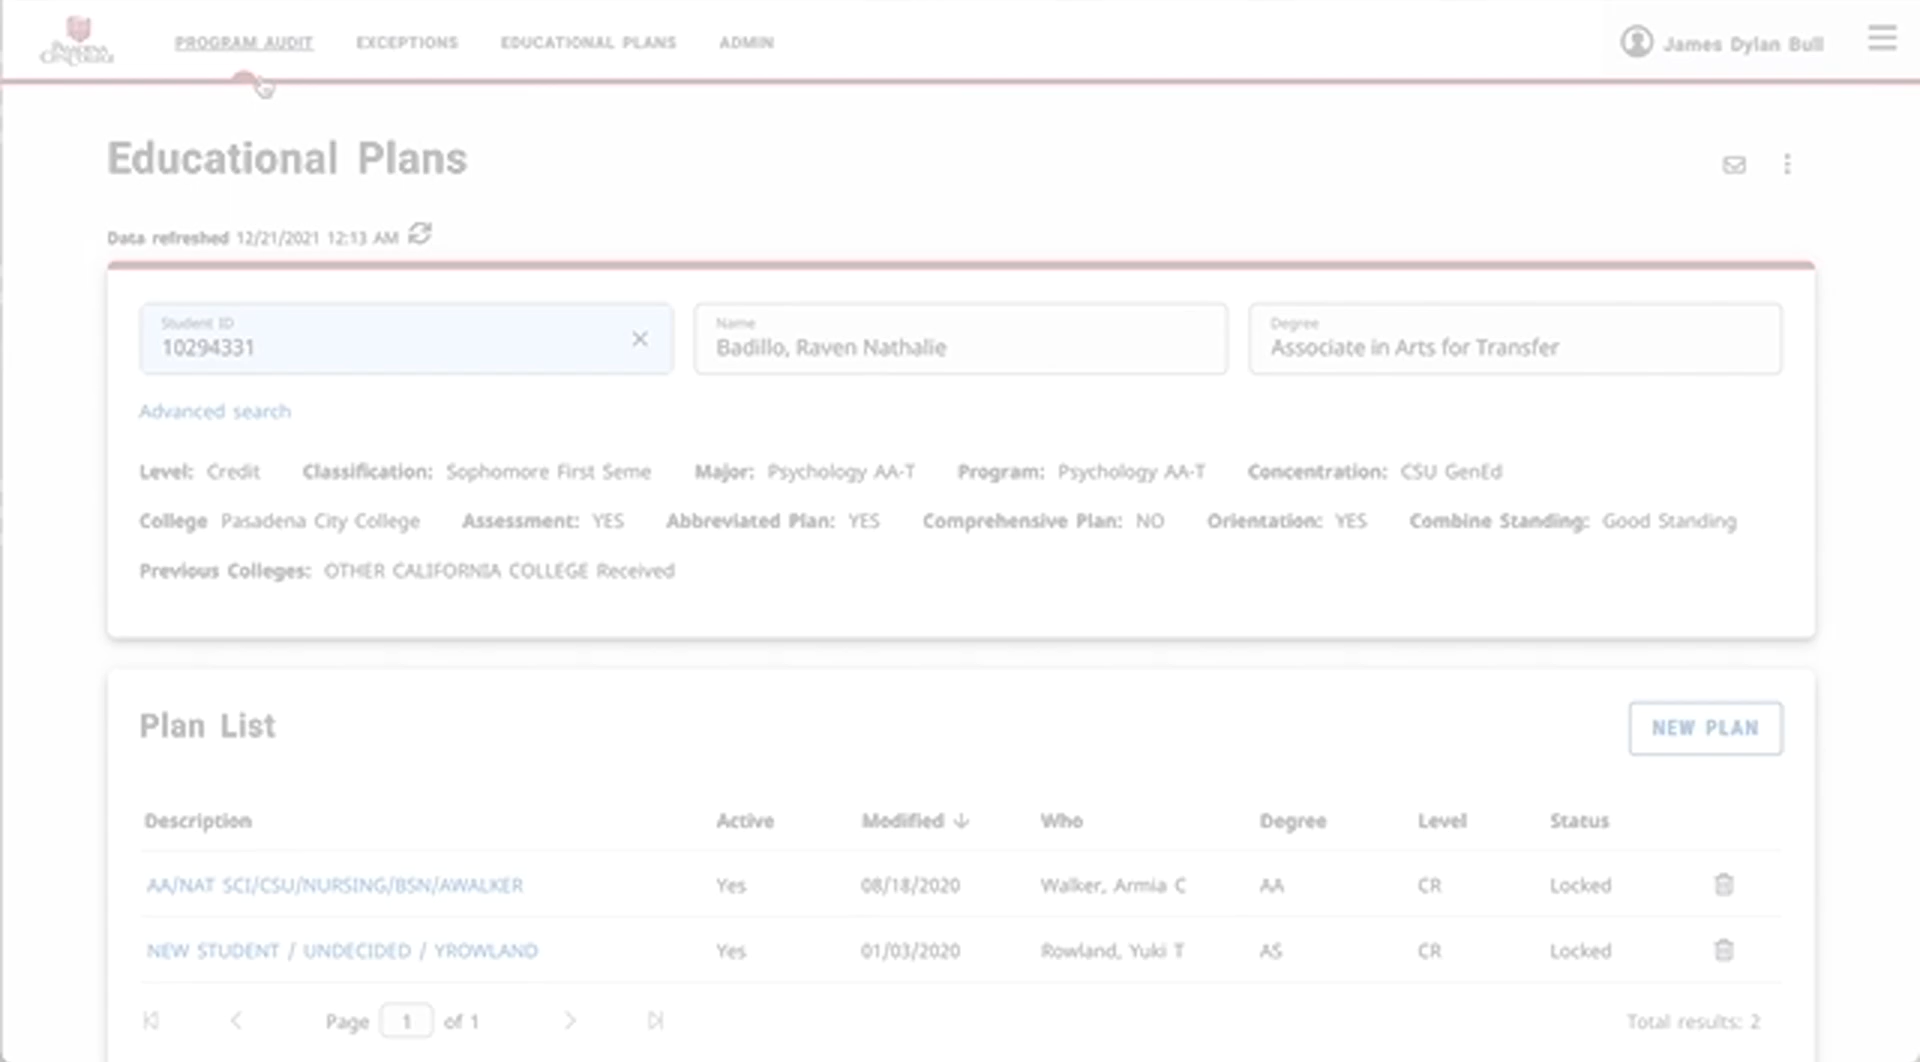 PASADENA
CITY COLLEGE
PROGRAM AUDIT EXCEPTIONS EDUCATIONAL PLANS ADMIN James Dylan Bull
Educational Plans
Data refreshed 12/21/2021 12:13 AM
Student ID Name Degree
10294331 Badillo, Raven Nathalie Associate in Arts for Transfer
Advanced search
Level: Credit Classification: Sophomore First Seme Major: Psychology AA-T Program: Psychology AA-T Concentration: CSU GenEd
College Pasadena City College Assessment: YES Abbreviated Plan: YES Comprehensive Plan: NO Orientation: YES Combine Standing: Good Standing
Previous Colleges: OTHER CALIFORNIA COLLEGE Received
Plan List NEW PLAN
Description Active Modified Who Degree Level Status
AA/NAT SCI/CSU/NURSING/BSN/AWALKER Yes 08/18/2020 Walker, Armia C AA CR Locked
NEW STUDENT / UNDECIDED / YROWLAND Yes 01/03/2020 Rowland, Yuki T AS CR Locked
Page 1 of 1 Total results: 2